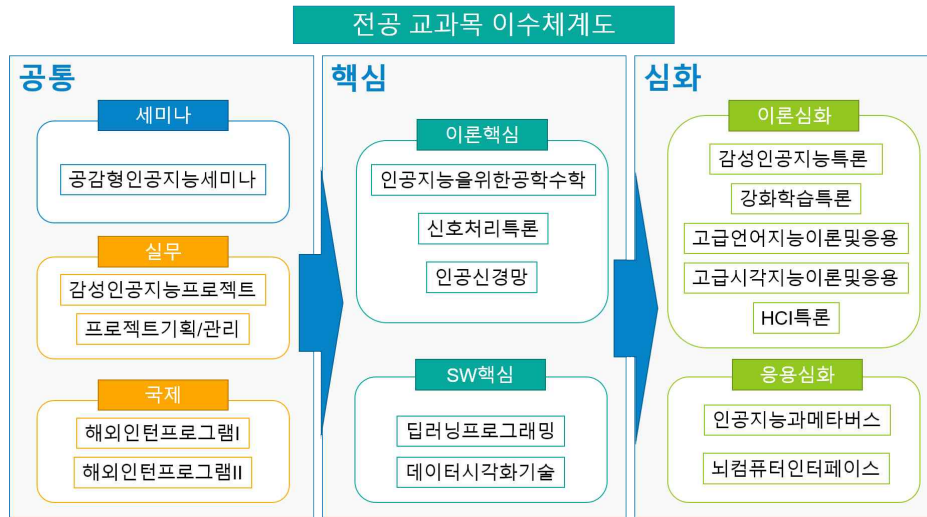 전공 교과목 이수체계도
공통
세미나
공감형인공지능세미나
실무
감성인공지능프로젝트
프로젝트기획/관리
국제
해외인턴프로그램I
해외인턴프로그램II
핵심
이론핵심
인공지능을위한공학수학
신호처리특론
인공신경망
SW핵심
딥러닝프로그래밍
데이터시각화기술
심화
이론심화
감성인공지능특론
강화학습특론
고급언어지능이론및응용
고급시각지능이론및응용
HCI특론
응용심화
인공지능과메타버스
뇌컴퓨터인터페이스